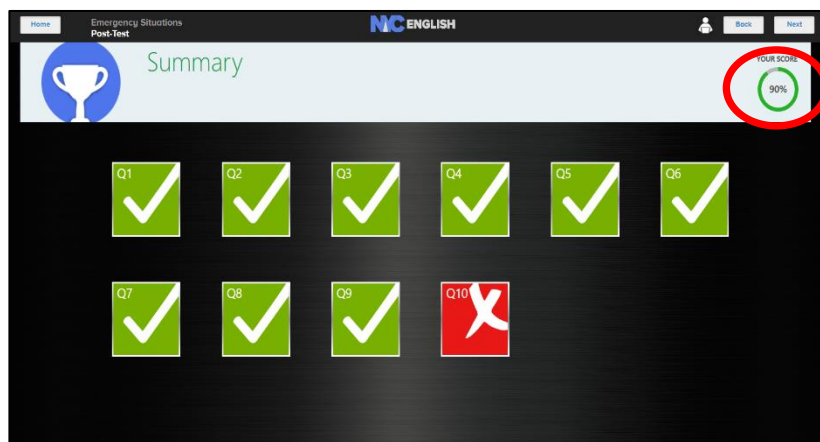 Home
Emergency Situations
Post-Test
NC ENGLISH
Back
Next
Summary
YOUR SCORE
90%
Q1 Q2 Q3 Q4 Q5 Q6
Q7 Q8 Q9 Q10